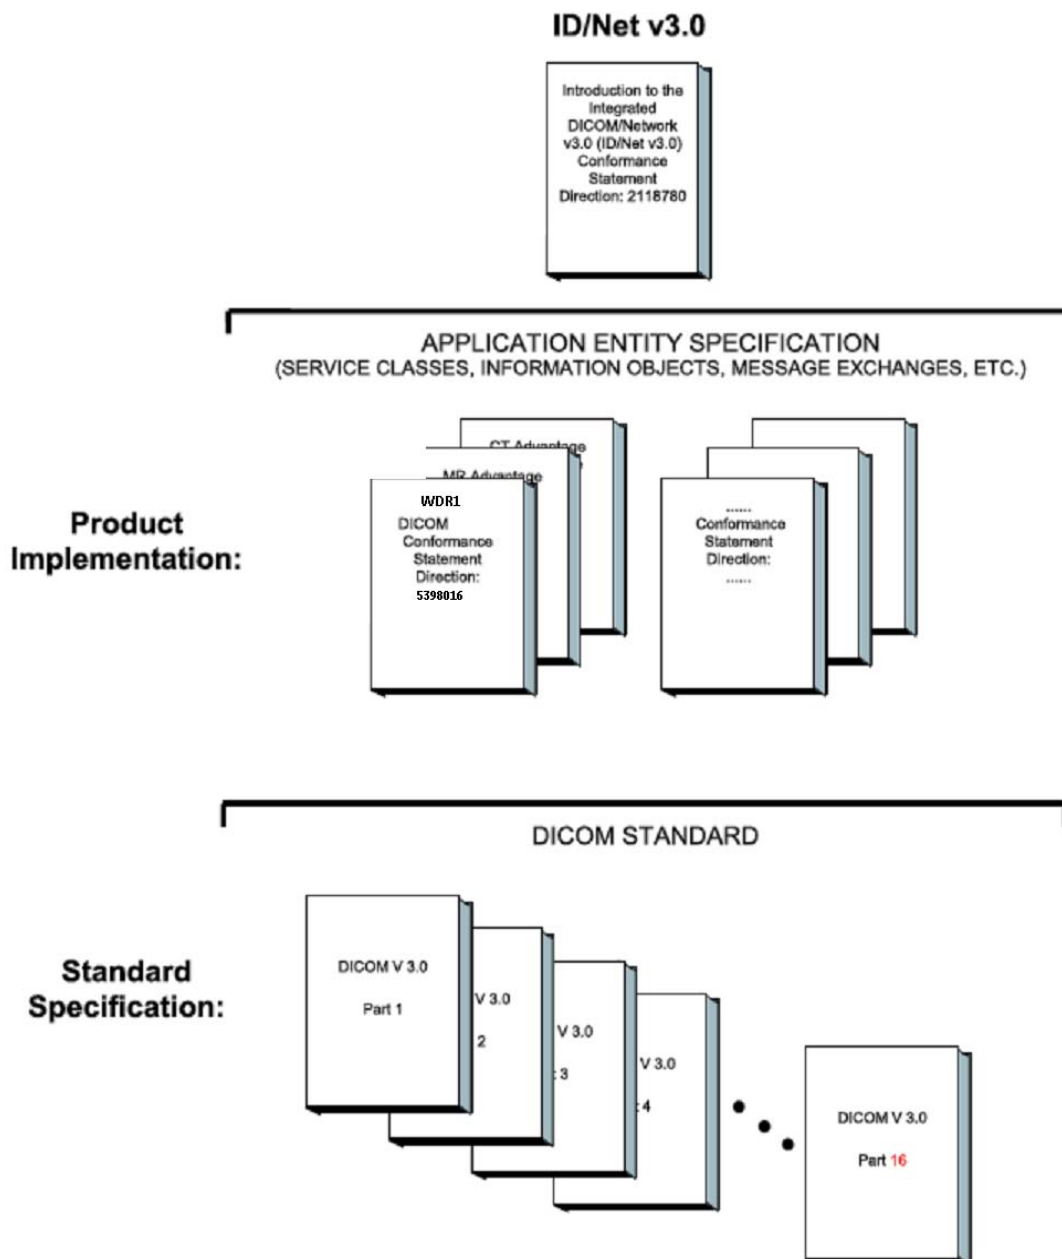 ID/Net v3.0
Introduction to the
Integrated
DICOM/Network
v3.0 (ID/Net v3.0)
Conformance
Statement
Direction: 2118780
APPLICATION ENTITY SPECIFICATION
(SERVICE CLASSES, INFORMATION OBJECTS, MESSAGE EXCHANGES, ETC.)
Product
Implementation:
CT Advantage
MR Advantage
WDR1
DICOM
Conformance
Statement
Direction:
5398016
......
Conformance
Statement
Direction:
......
DICOM STANDARD
Standard
Specification:
DICOM V 3.0
Part 1
V 3.0
2
V 3.0
: 3
V 3.0
: 4
DICOM V 3.0
Part 16